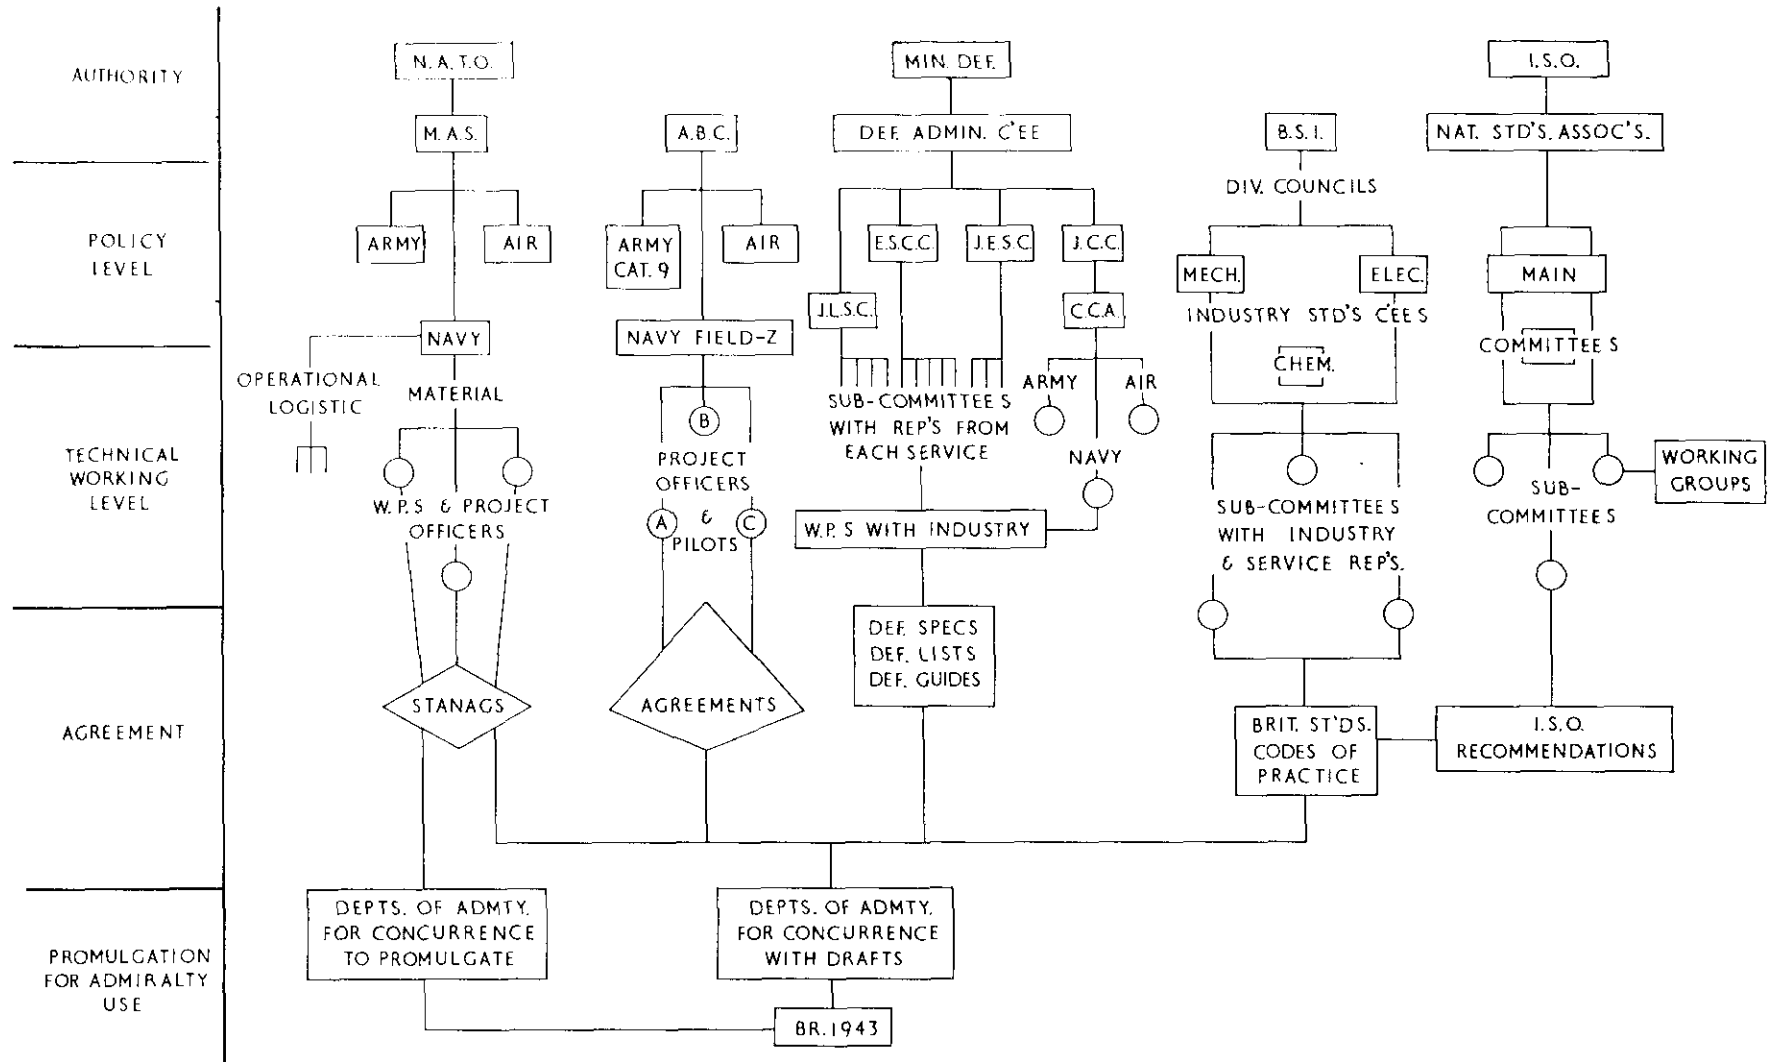 AUTHORITY
POLICY
LEVEL
TECHNICAL
WORKING
LEVEL
AGREEMENT
PROMULGATION
FOR ADMIRALTY
USE
N.A.T.O.
M.A.S.
ARMY
AIR
NAVY
OPERATIONAL
LOGISTIC
MATERIAL
W.P.S & PROJECT
OFFICERS
STANAGS
A.B.C.
ARMY
CAT. 9
AIR
NAVY FIELD-Z
B
PROJECT
OFFICERS
A
&
C
PILOTS
AGREEMENTS
MIN. DEF.
DEF. ADMIN. C'EE
E.S.C.C.
J.E.S.C.
J.C.C.
J.L.S.C.
C.C.A.
SUB-COMMITTEES
WITH REP'S FROM
EACH SERVICE
ARMY
AIR
NAVY
W.P.S WITH INDUSTRY
DEF. SPECS
DEF. LISTS
DEF. GUIDES
B.S.I.
DIV. COUNCILS
MECH.
ELEC.
INDUSTRY STD'S C'EES
CHEM.
SUB-COMMITTEES
WITH INDUSTRY
& SERVICE REP'S.
BRIT. ST'DS.
CODES OF
PRACTICE
I.S.O.
NAT. STD'S. ASSOC'S.
MAIN
COMMITTEES
WORKING
GROUPS
SUB-
COMMITTEES
I.S.O.
RECOMMENDATIONS
DEPTS. OF ADMTY.
FOR CONCURRENCE
TO PROMULGATE
DEPTS. OF ADMTY.
FOR CONCURRENCE
WITH DRAFTS
BR. 1943